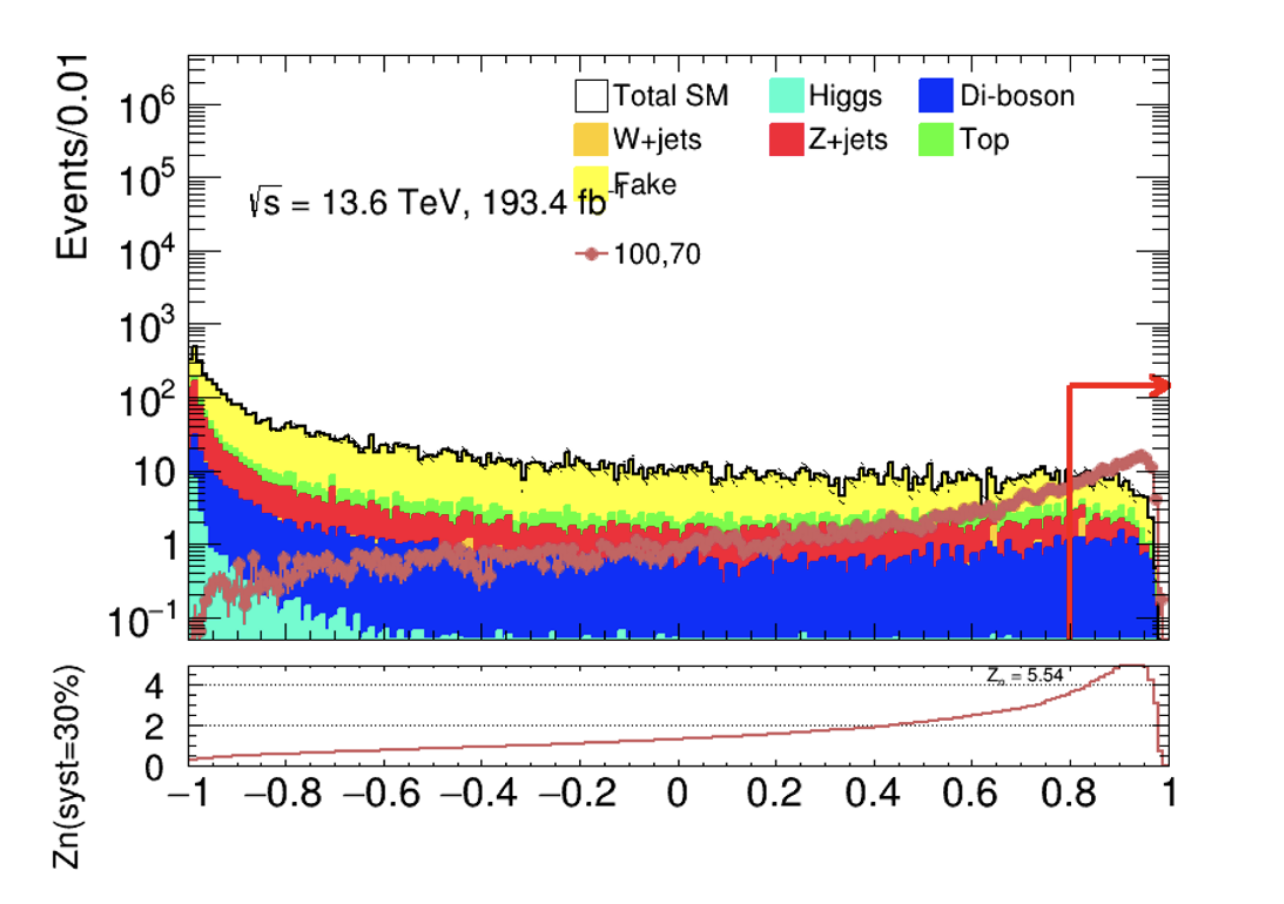 Events/0.01
10⁶
10⁵
10⁴
10³
10²
10
1
10⁻¹
Total SM
Higgs
Di-boson
W+jets
Z+jets
Top
Fake
√s = 13.6 TeV, 193.4 fb⁻¹
100,70
Zn(syst=30%)
4
2
0
Zₙ = 5.54
−1 −0.8 −0.6 −0.4 −0.2 0 0.2 0.4 0.6 0.8 1